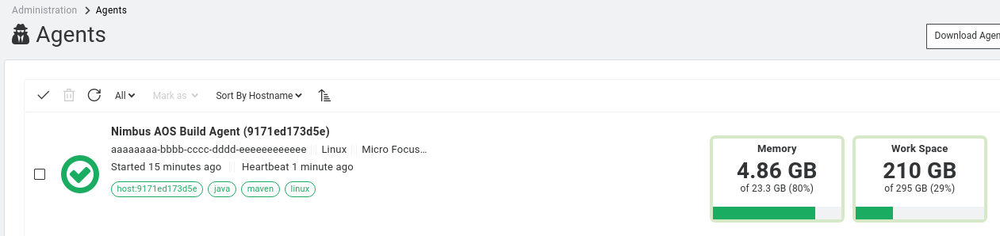 Administration > Agents
Agents
Download Agen
All Mark as Sort By Hostname
Nimbus AOS Build Agent (9171ed173d5e)
aaaaaaaa-bbbb-cccc-dddd-eeeeeeeeeeee Linux Micro Focus...
Started 15 minutes ago Heartbeat 1 minute ago
host:9171ed173d5e java maven linux
Memory
4.86 GB
of 23.3 GB (80%)
Work Space
210 GB
of 295 GB (29%)